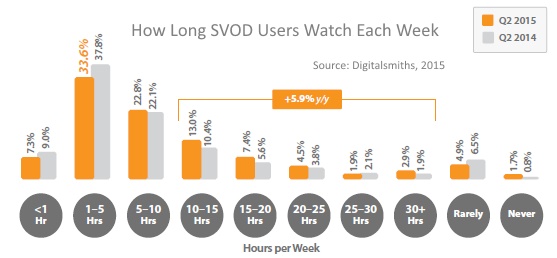 How Long SVOD Users Watch Each Week
Q2 2015
Q2 2014
Source: Digitalsmiths, 2015
+5.9% y/y
7.3% 9.0% 33.6% 37.8% 22.8% 22.1% 13.0% 10.4% 7.4% 5.6% 4.5% 3.8% 1.9% 2.1% 2.9% 1.9% 4.9% 6.5% 1.7% 0.8%
<1 1–5 5–10 10–15 15–20 20–25 25–30 30+ Rarely Never
Hr Hrs Hrs Hrs Hrs Hrs Hrs Hrs
Hours per Week